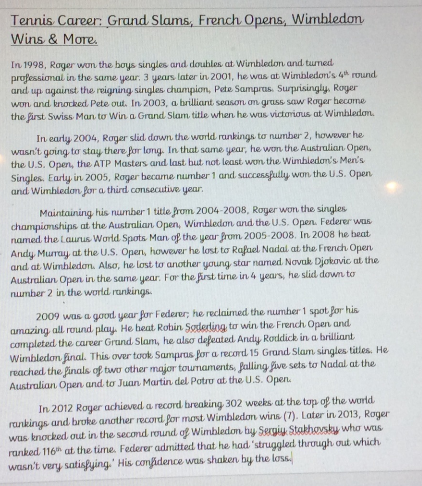 Tennis Career: Grand Slams, French Opens, Wimbledon
Wins & More.
In 1998, Roger won the boys singles and doubles at Wimbledon and turned
professional in the same year. 3 years later in 2001, he was at Wimbledon's 4th round
and up against the reigning singles champion, Pete Sampras. Surprisingly, Roger
won and knocked Pete out. In 2003, a brilliant season on grass saw Roger become
the first Swiss Man to Win a Grand Slam title when he was victorious at Wimbledon.
In early 2004, Roger slid down the world rankings to number 2, however he
wasn't going to stay there for long. In that same year, he won the Australian Open,
the U.S. Open, the ATP Masters and last but not least won the Wimbledon's Men's
Singles. Early in 2005, Roger became number 1 and successfully won the U.S. Open
and Wimbledon for a third consecutive year.
Maintaining his number 1 title from 2004-2008, Roger won the singles
championships at the Australian Open, Wimbledon and the U.S. Open. Federer was
named the Laurus World Spots Man of the year from 2005-2008. In 2008 he beat
Andy Murray at the U.S. Open, however he lost to Rafael Nadal at the French Open
and at Wimbledon. Also, he lost to another young star named Novak Djokovic at the
Australian Open in the same year. For the first time in 4 years, he slid down to
number 2 in the world rankings.
2009 was a good year for Federer; he reclaimed the number 1 spot for his
amazing all round play. He beat Robin Soderling to win the French Open and
completed the career Grand Slam, he also defeated Andy Roddick in a brilliant
Wimbledon final. This over took Sampras for a record 15 Grand Slam singles titles. He
reached the finals of two other major tournaments, falling five sets to Nadal at the
Australian Open and to Juan Martin del Potro at the U.S. Open.
In 2012 Roger achieved a record breaking 302 weeks at the top of the world
rankings and broke another record for most Wimbledon wins (7). Later in 2013, Roger
was knocked out in the second round of Wimbledon by Sergiy Stakhovsky who was
ranked 116th at the time. Federer admitted that he had 'struggled through out which
wasn't very satisfying.' His confidence was shaken by the loss.